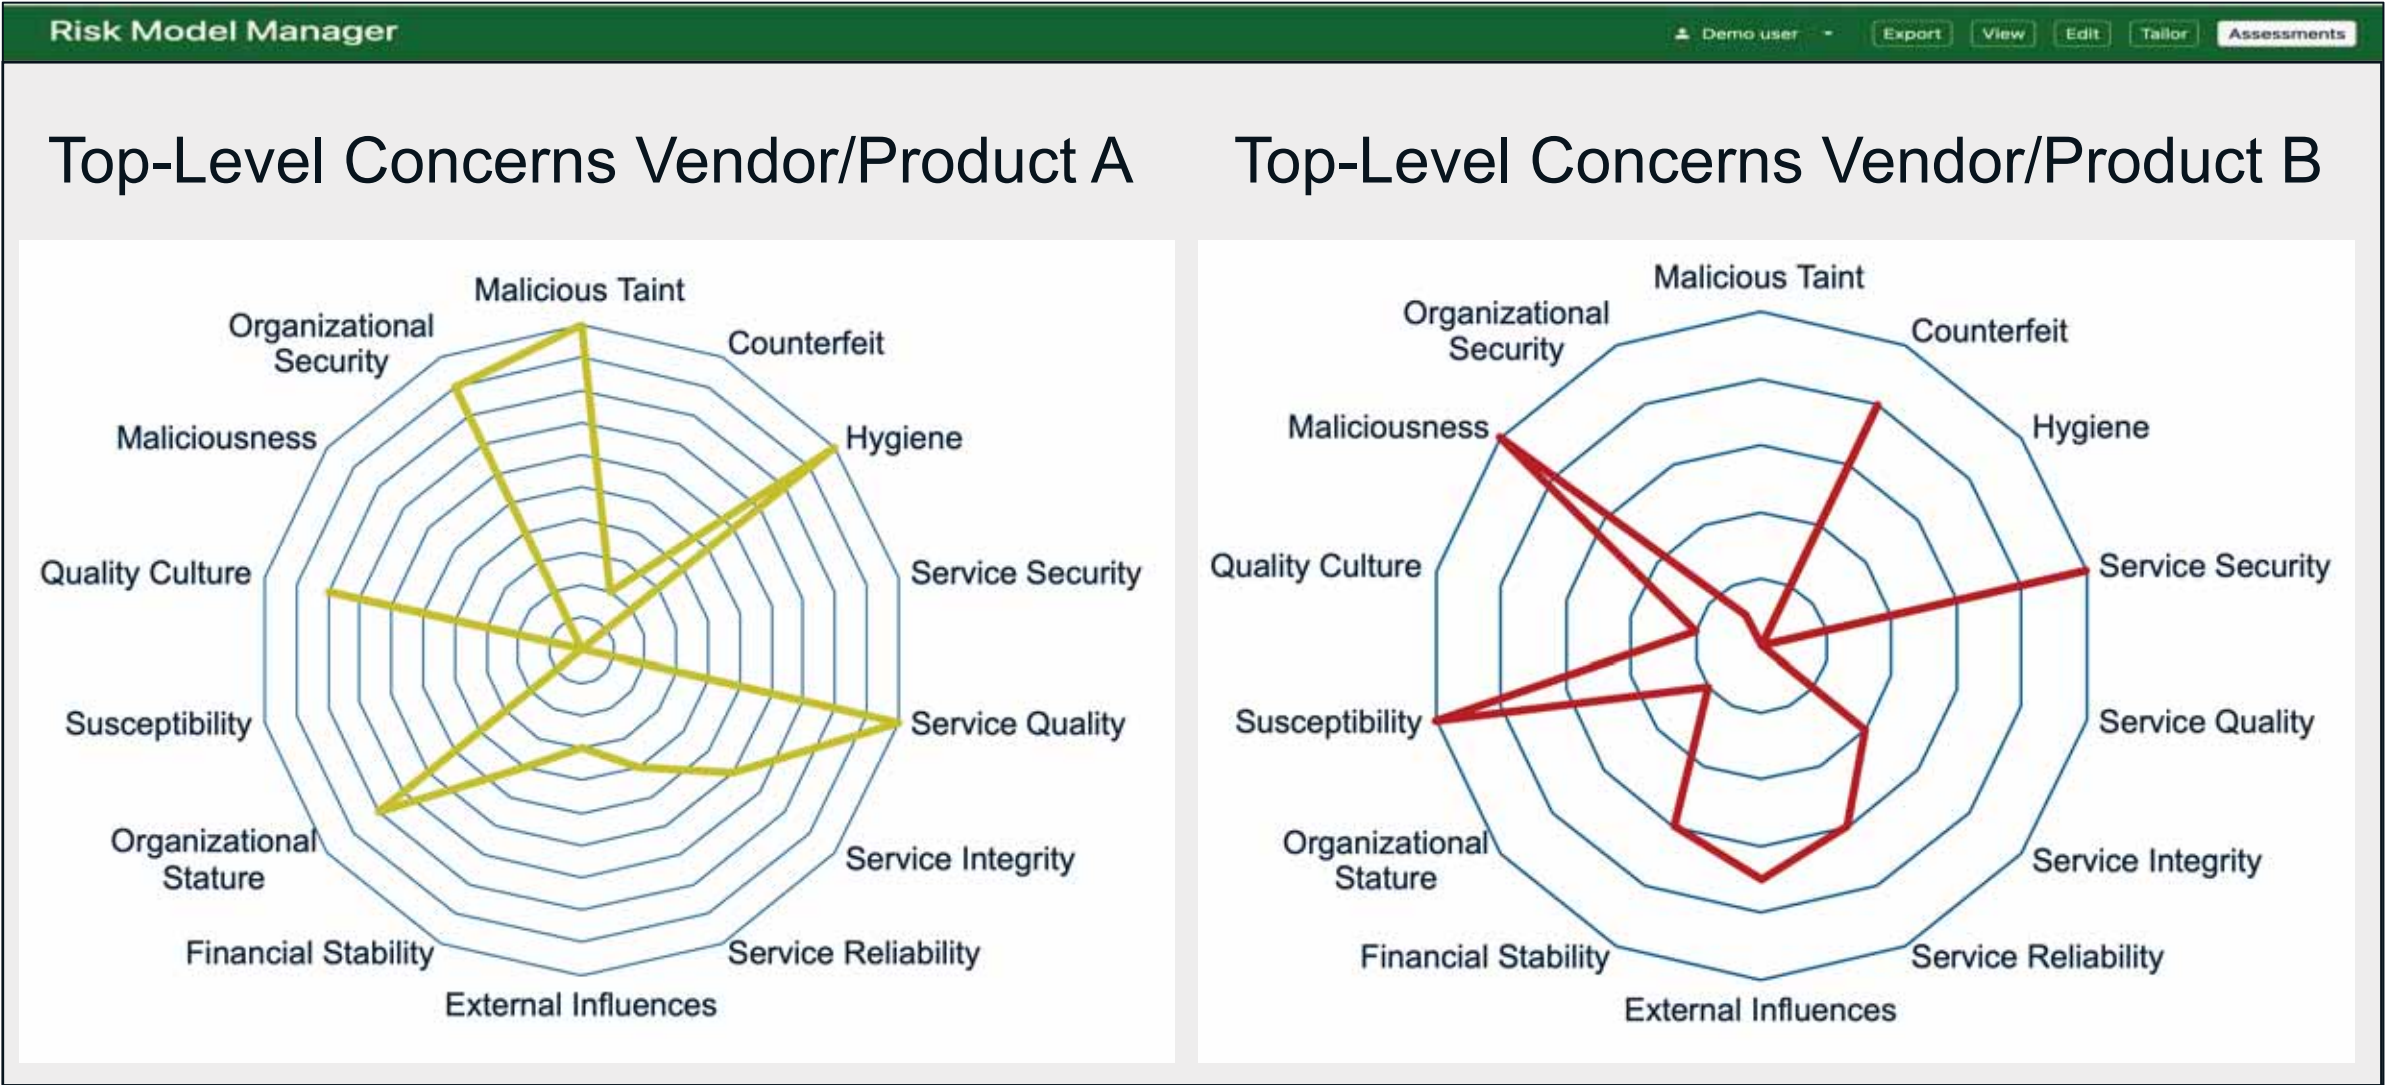 Risk Model Manager
Demo user
Export
View
Edit
Tailor
Assessments
Top-Level Concerns Vendor/Product A
Top-Level Concerns Vendor/Product B
Malicious Taint
Counterfeit
Hygiene
Service Security
Service Quality
Service Integrity
Service Reliability
External Influences
Financial Stability
Organizational
Stature
Susceptibility
Quality Culture
Maliciousness
Organizational
Security
Malicious Taint
Counterfeit
Hygiene
Service Security
Service Quality
Service Integrity
Service Reliability
External Influences
Financial Stability
Organizational
Stature
Susceptibility
Quality Culture
Maliciousness
Organizational
Security